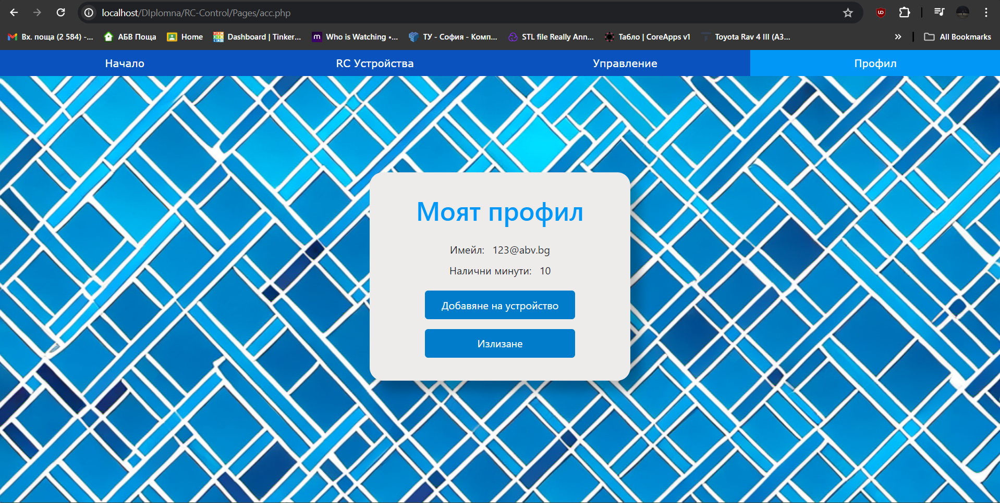 localhost/DIplomna/RC-Control/Pages/acc.php
Вх. поща (2 584) -... АБВ Поща Home Dashboard | Tinker... Who is Watching •... ТУ - София - Комп... STL file Really Ann... Табло | CoreApps v1 Toyota Rav 4 III (A3... » All Bookmarks
Начало RC Устройства Управление Профил
Моят профил
Имейл: 123@abv.bg
Налични минути: 10
Добавяне на устройство
Излизане